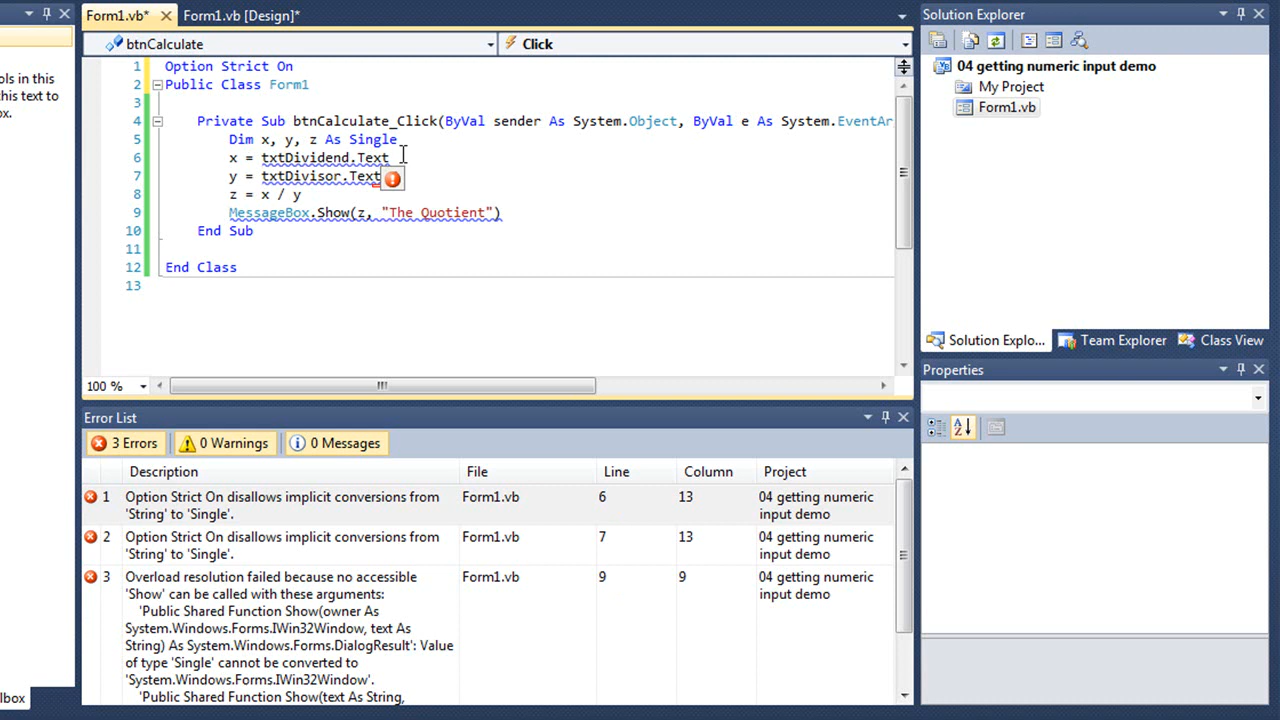 ols in this
this text to
x.
lbox
Form1.vb*
Form1.vb [Design]*
btnCalculate
Click
1 Option Strict On
2 Public Class Form1
3
4 Private Sub btnCalculate_Click(ByVal sender As System.Object, ByVal e As System.EventAr
5 Dim x, y, z As Single
6 x = txtDividend.Text
7 y = txtDivisor.Text
8 z = x / y
9 MessageBox.Show(z, "The Quotient")
10 End Sub
11
12 End Class
13
100 %
Error List
3 Errors
0 Warnings
0 Messages
Description File Line Column Project
1 Option Strict On disallows implicit conversions from Form1.vb 6 13 04 getting numeric
'String' to 'Single'. input demo
2 Option Strict On disallows implicit conversions from Form1.vb 7 13 04 getting numeric
'String' to 'Single'. input demo
3 Overload resolution failed because no accessible Form1.vb 9 9 04 getting numeric
'Show' can be called with these arguments: input demo
'Public Shared Function Show(owner As
System.Windows.Forms.IWin32Window, text As
String) As System.Windows.Forms.DialogResult': Value
of type 'Single' cannot be converted to
'System.Windows.Forms.IWin32Window'.
'Public Shared Function Show(text As String,
Solution Explorer
04 getting numeric input demo
My Project
Form1.vb
Solution Explo...
Team Explorer
Class View
Properties